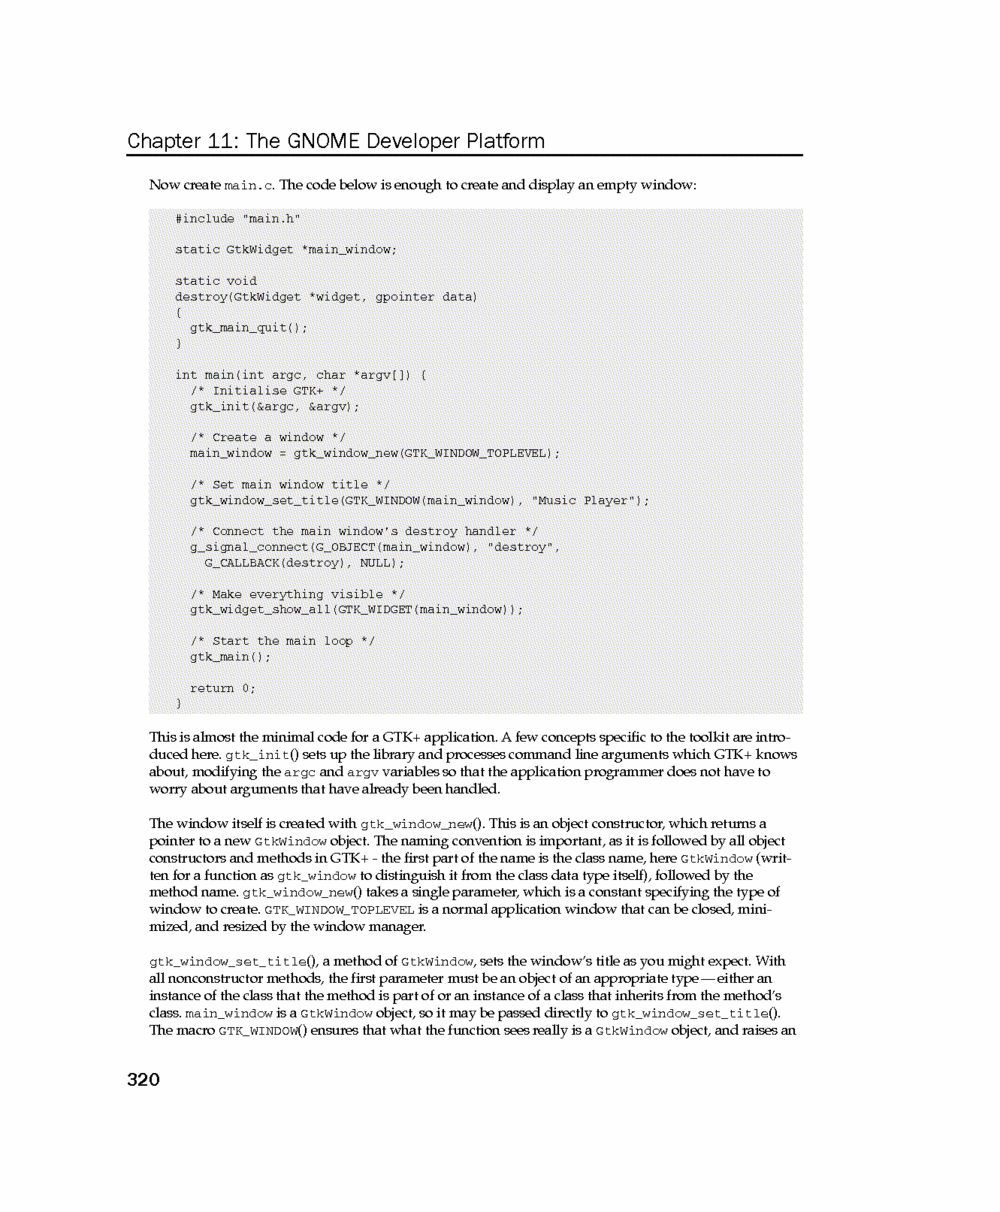 Chapter 11: The GNOME Developer Platform
Now create main.c. The code below is enough to create and display an empty window:
#include "main.h"
static GtkWidget *main_window;
static void
destroy(GtkWidget *widget, gpointer data)
{
  gtk_main_quit();
}
int main(int argc, char *argv[]) {
  /* Initialise GTK+ */
  gtk_init(&argc, &argv);
  /* Create a window */
  main_window = gtk_window_new(GTK_WINDOW_TOPLEVEL);
  /* Set main window title */
  gtk_window_set_title(GTK_WINDOW(main_window), "Music Player");
  /* Connect the main window's destroy handler */
  g_signal_connect(G_OBJECT(main_window), "destroy",
    G_CALLBACK(destroy), NULL);
  /* Make everything visible */
  gtk_widget_show_all(GTK_WIDGET(main_window));
  /* Start the main loop */
  gtk_main();
  return 0;
}
This is almost the minimal code for a GTK+ application. A few concepts specific to the toolkit are intro-
duced here. gtk_init() sets up the library and processes command line arguments which GTK+ knows
about, modifying the argc and argv variables so that the application programmer does not have to
worry about arguments that have already been handled.
The window itself is created with gtk_window_new(). This is an object constructor, which returns a
pointer to a new GtkWindow object. The naming convention is important, as it is followed by all object
constructors and methods in GTK+ - the first part of the name is the class name, here GtkWindow (writ-
ten for a function as gtk_window to distinguish it from the class data type itself), followed by the
method name. gtk_window_new() takes a single parameter, which is a constant specifying the type of
window to create. GTK_WINDOW_TOPLEVEL is a normal application window that can be closed, mini-
mized, and resized by the window manager.
gtk_window_set_title(), a method of GtkWindow, sets the window's title as you might expect. With
all nonconstructor methods, the first parameter must be an object of an appropriate type—either an
instance of the class that the method is part of or an instance of a class that inherits from the method's
class. main_window is a GtkWindow object, so it may be passed directly to gtk_window_set_title().
The macro GTK_WINDOW() ensures that what the function sees really is a GtkWindow object, and raises an
320